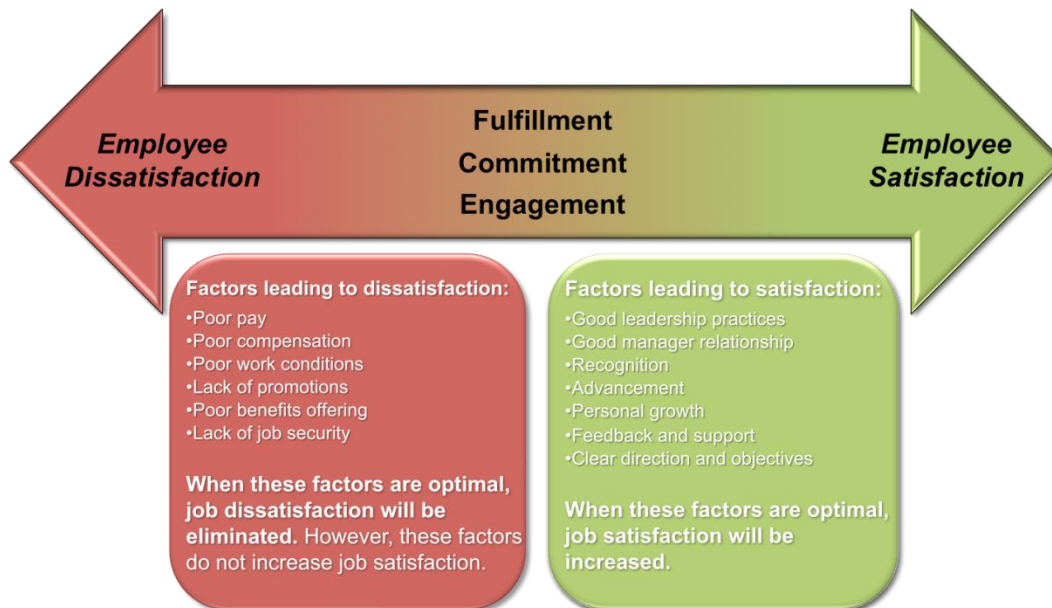 Employee
Dissatisfaction
Fulfillment
Commitment
Engagement
Employee
Satisfaction
Factors leading to dissatisfaction:
•Poor pay
•Poor compensation
•Poor work conditions
•Lack of promotions
•Poor benefits offering
•Lack of job security
When these factors are optimal,
job dissatisfaction will be
eliminated. However, these factors
do not increase job satisfaction.
Factors leading to satisfaction:
•Good leadership practices
•Good manager relationship
•Recognition
•Advancement
•Personal growth
•Feedback and support
•Clear direction and objectives
When these factors are optimal,
job satisfaction will be
increased.